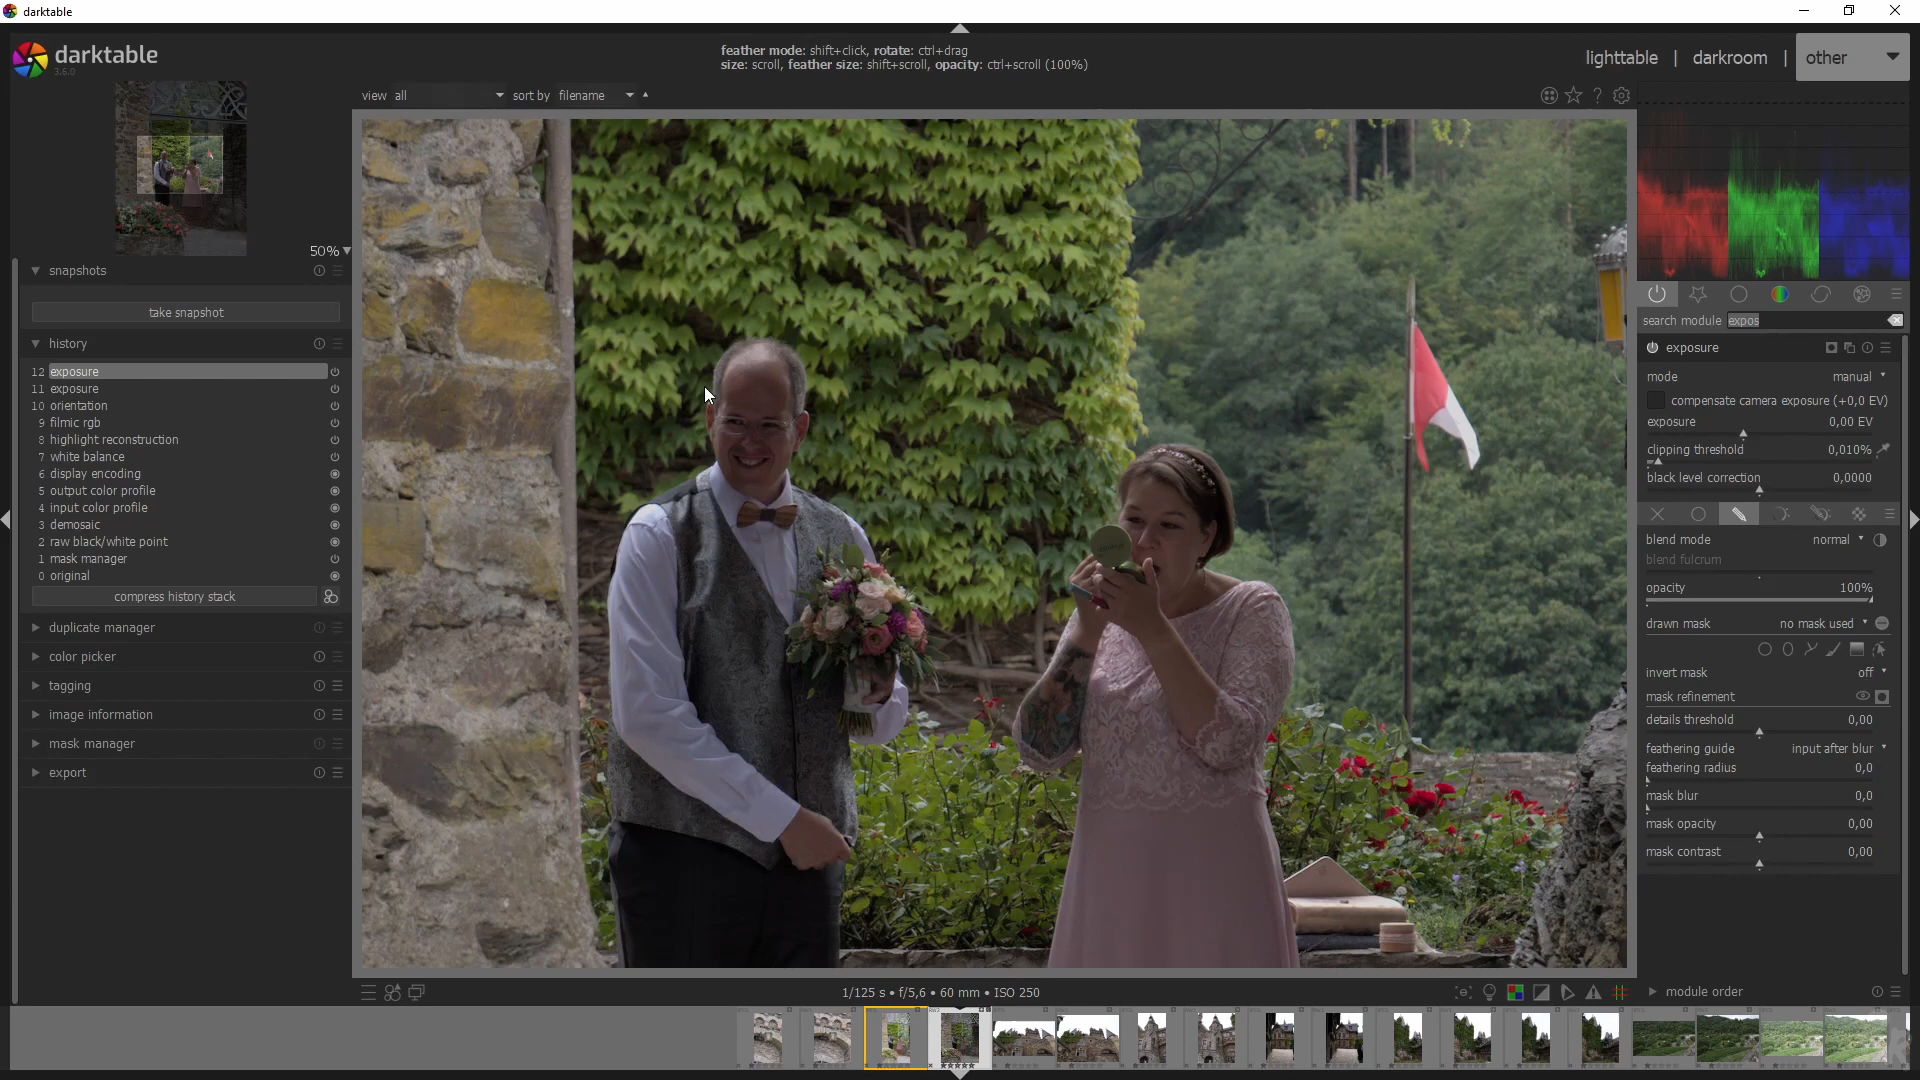 darktable
darktable
3.6.0
feather mode: shift+click, rotate: ctrl+drag
size: scroll, feather size: shift+scroll, opacity: ctrl+scroll (100%)
lighttable | darkroom | other
view all sort by filename
50%
snapshots
take snapshot
history
12 exposure
11 exposure
10 orientation
9 filmic rgb
8 highlight reconstruction
7 white balance
6 display encoding
5 output color profile
4 input color profile
3 demosaic
2 raw black/white point
1 mask manager
0 original
compress history stack
duplicate manager
color picker
tagging
image information
mask manager
export
search module expos
exposure
mode manual
compensate camera exposure (+0,0 EV)
exposure 0,00 EV
clipping threshold 0,010%
black level correction 0,0000
blend mode normal
blend fulcrum
opacity 100%
drawn mask no mask used
invert mask off
mask refinement
details threshold 0,00
feathering guide input after blur
feathering radius 0,0
mask blur 0,0
mask opacity 0,00
mask contrast 0,00
1/125 s • f/5,6 • 60 mm • ISO 250
module order